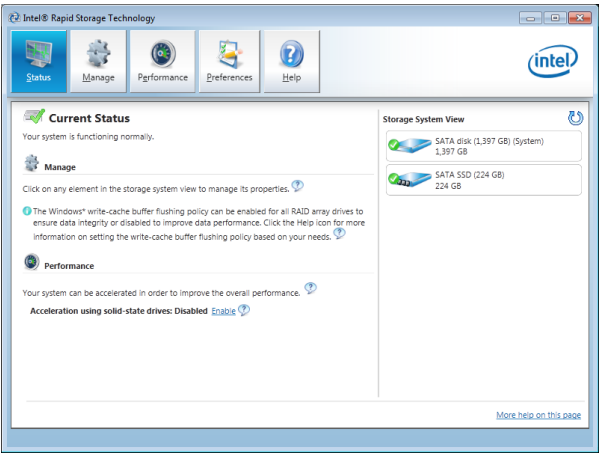 Intel® Rapid Storage Technology
Status
Manage
Performance
Preferences
Help
intel
Current Status
Your system is functioning normally.
Manage
Click on any element in the storage system view to manage its properties.
The Windows* write-cache buffer flushing policy can be enabled for all RAID array drives to
ensure data integrity or disabled to improve data performance. Click the Help icon for more
information on setting the write-cache buffer flushing policy based on your needs.
Performance
Your system can be accelerated in order to improve the overall performance.
Acceleration using solid-state drives: Disabled Enable
Storage System View
SATA disk (1,397 GB) (System)
1,397 GB
SATA SSD (224 GB)
224 GB
More help on this page